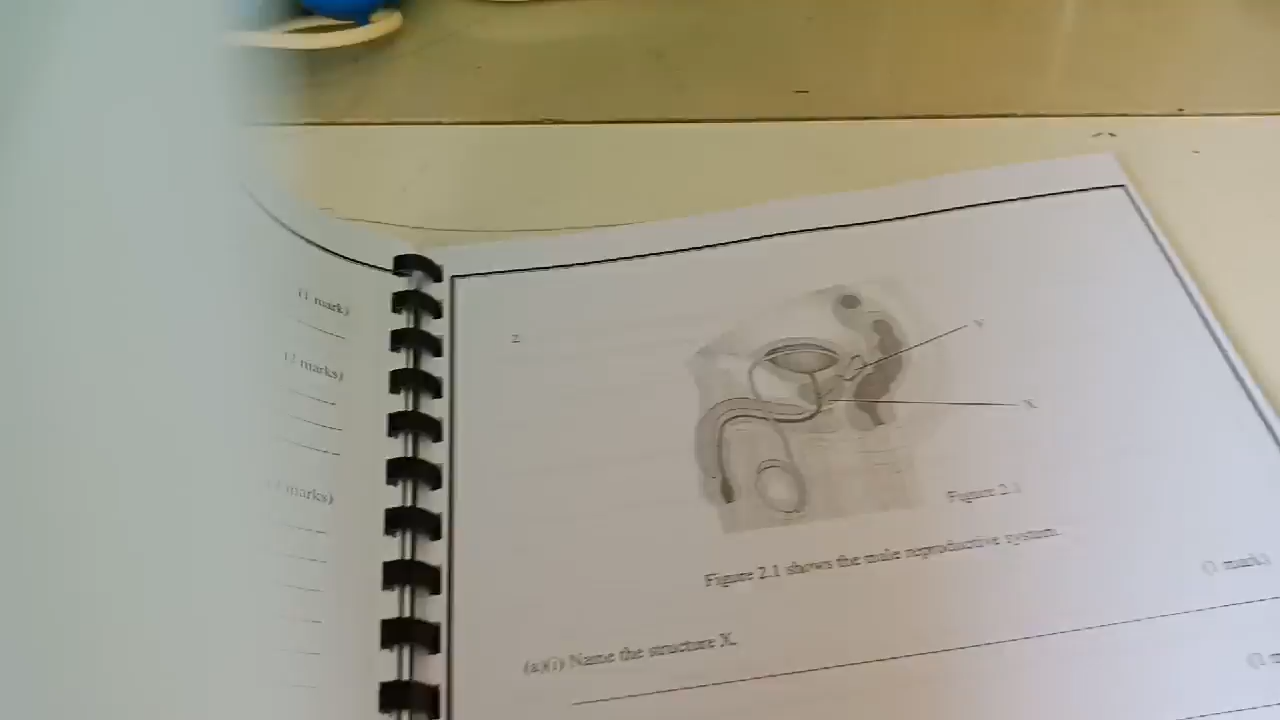 (1 mark)
(2 marks)
marks)
2
X
Figure 2.1
Figure 2.1 shows the male reproductive system
(1 mark)
(a)(i) Name the structure X.
(1 m